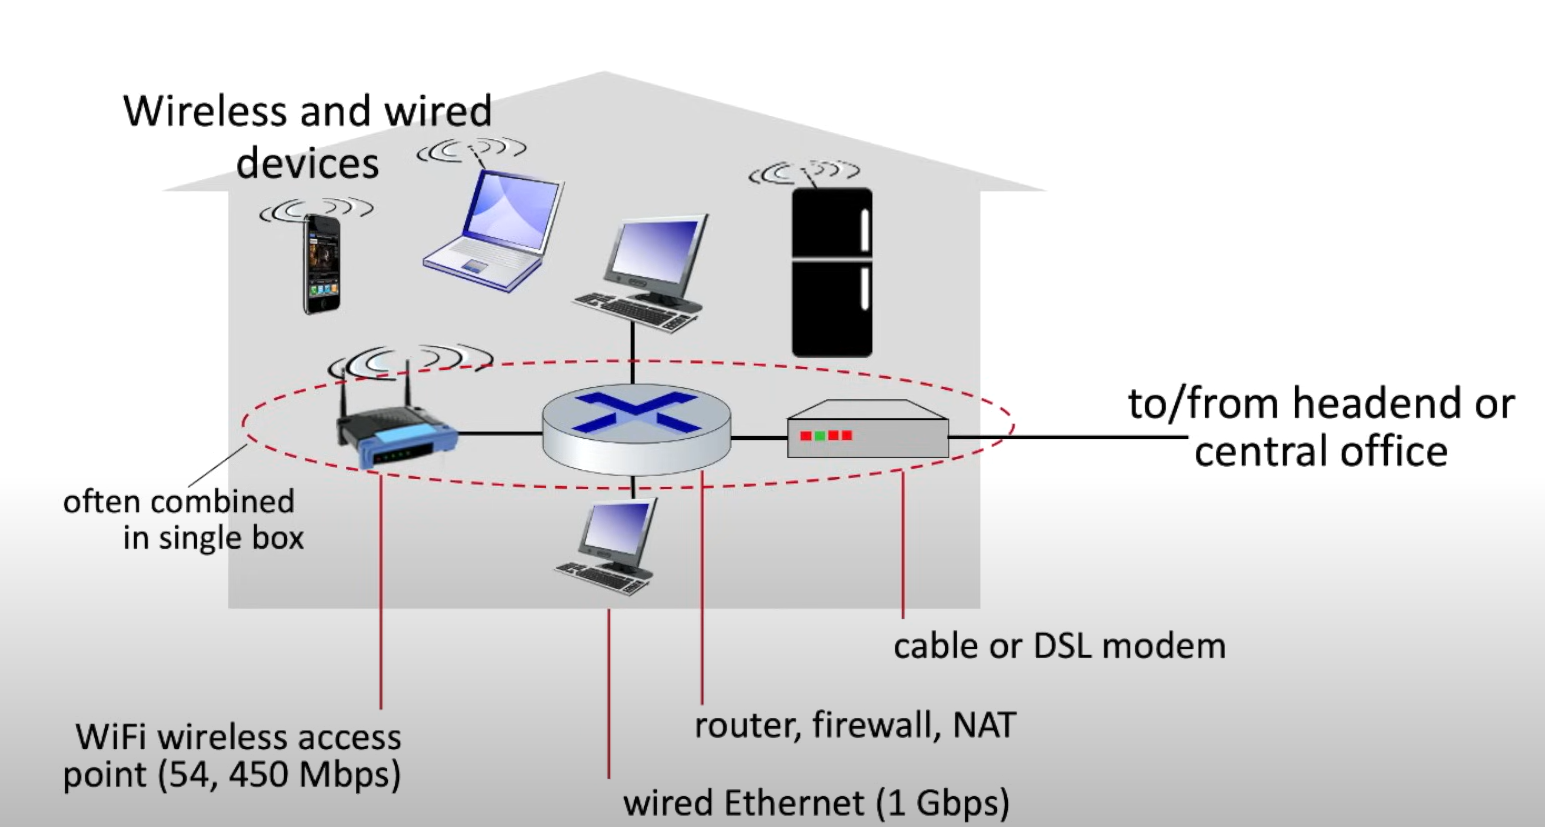 Wireless and wired
devices
to/from headend or
central office
often combined
in single box
cable or DSL modem
router, firewall, NAT
WiFi wireless access
point (54, 450 Mbps)
wired Ethernet (1 Gbps)